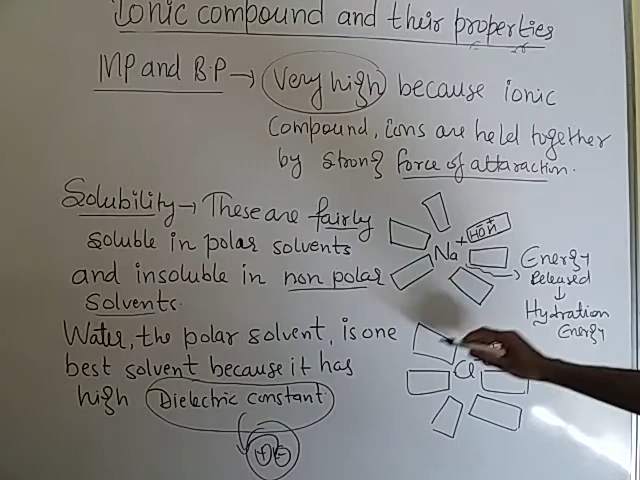 Ionic compound and their properties
MP and B.P → Very high because ionic
Compound, ions are held together
by strong force of attaraction.
Solubility → These are fairly
soluble in polar solvents
and insoluble in non polar
solvents.
Water, the polar solvent, is one
best solvent because it has
high Dielectric constant
+ -
Na+
Energy
Released
↓
Hydration
Energy
Cl